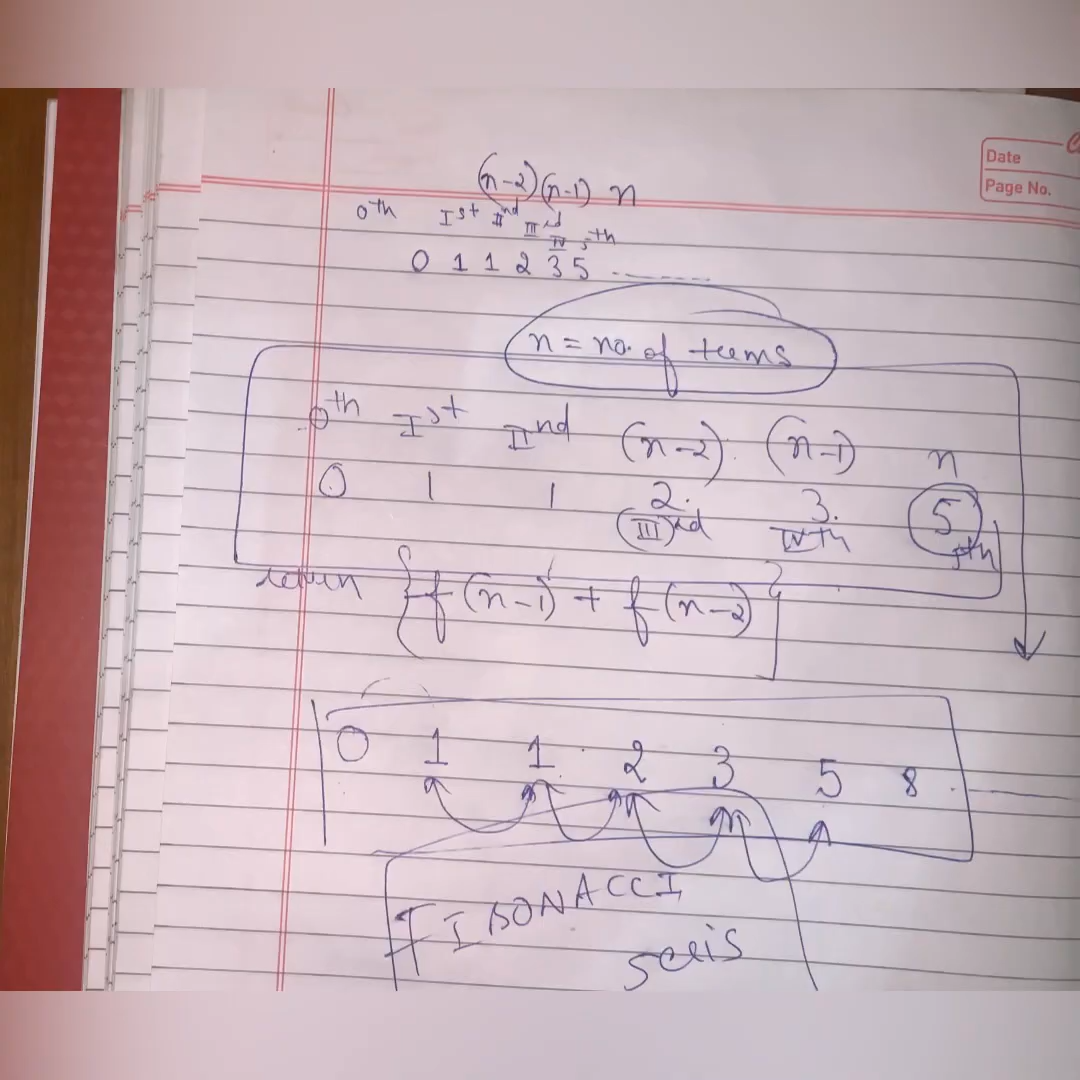 Date
Page No.
(n-2) (n-1) n
0th Ist IInd IIIrd IV 5th
0 1 1 2 3 5 ----------
n = no. of terms
0th Ist IInd (n-2) (n-1) n
0 1 1 2. 3. 5
(III)rd IVth 5th
return { f(n-1) + f(n-2) }
0 1 1 2 3 5 8 ----------
FIBONACCI
seris